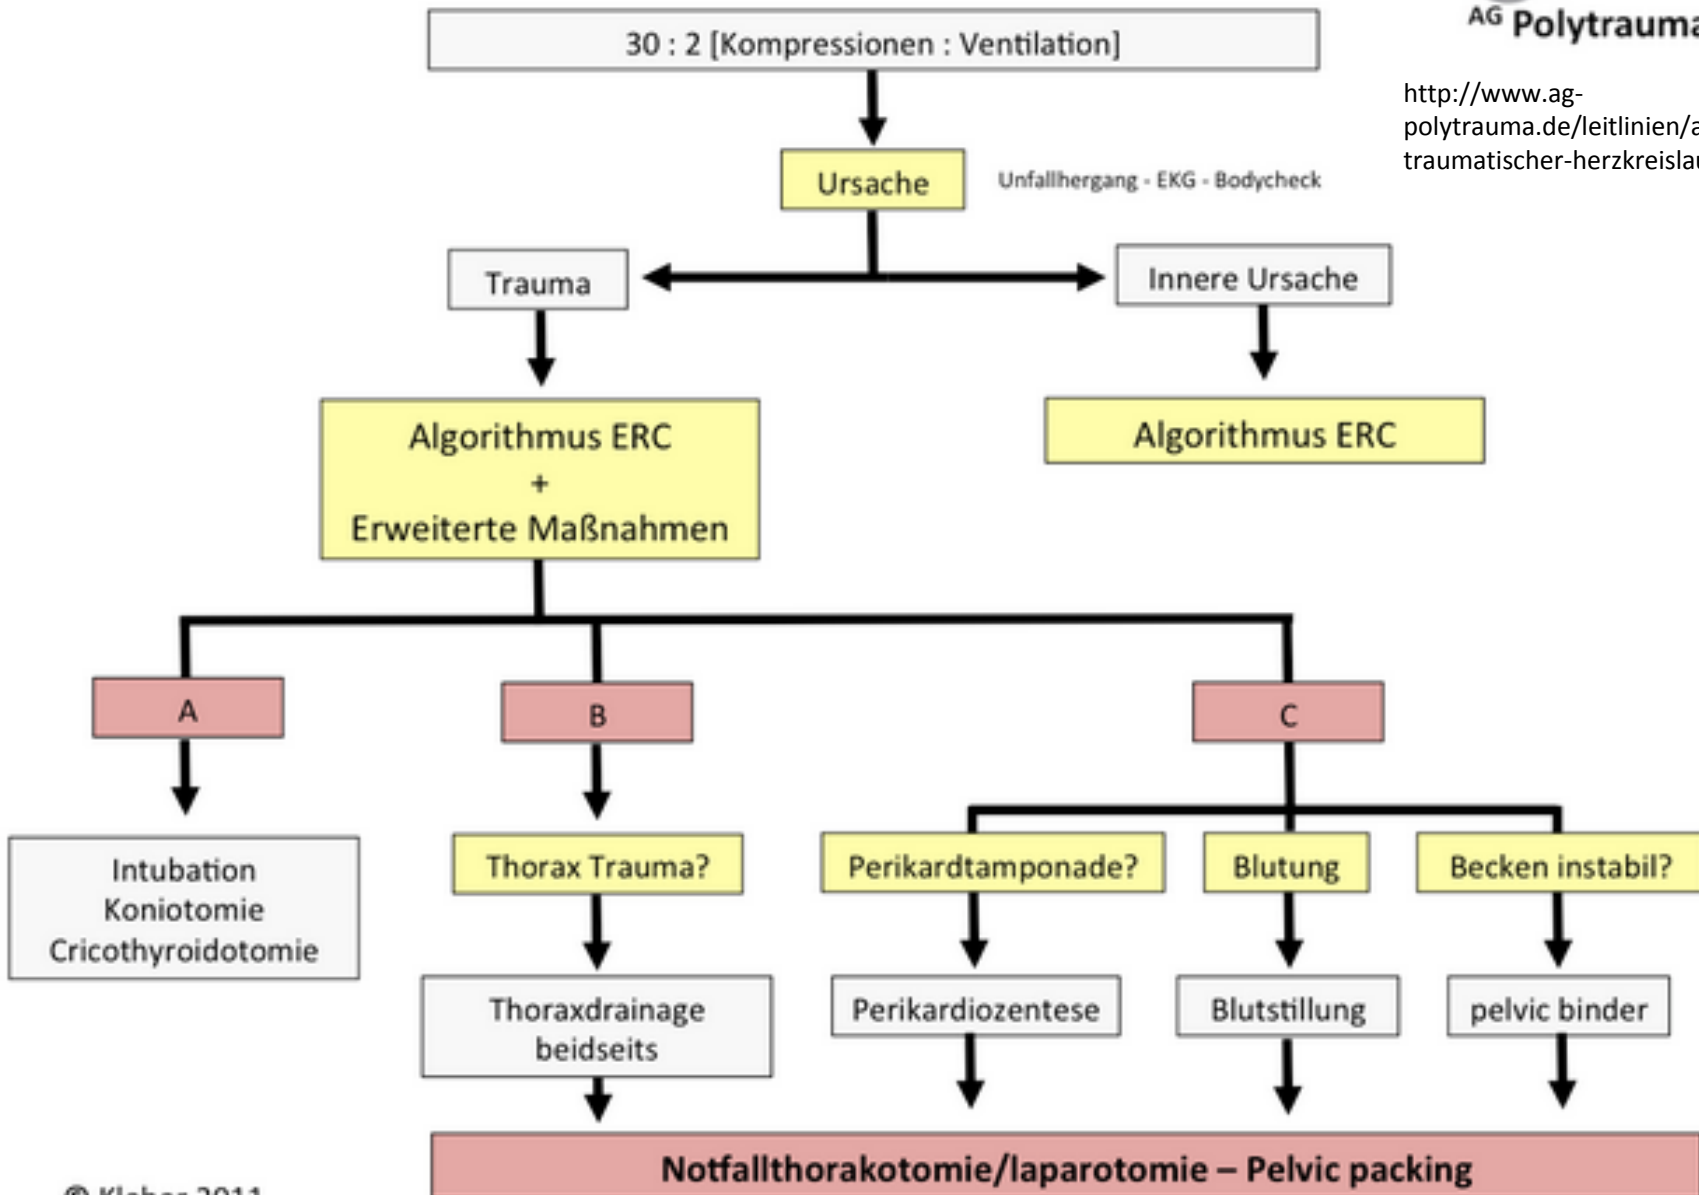 30 : 2 [Kompressionen : Ventilation]
AG Polytrauma
http://www.ag-
polytrauma.de/leitlinien/a
traumatischer-herzkreislau
Ursache
Unfallhergang - EKG - Bodycheck
Trauma
Innere Ursache
Algorithmus ERC
+
Erweiterte Maßnahmen
Algorithmus ERC
A
B
C
Intubation
Koniotomie
Cricothyroidotomie
Thorax Trauma?
Perikardtamponade?
Blutung
Becken instabil?
Thoraxdrainage
beidseits
Perikardiozentese
Blutstillung
pelvic binder
Notfallthorakotomie/laparotomie – Pelvic packing
2011